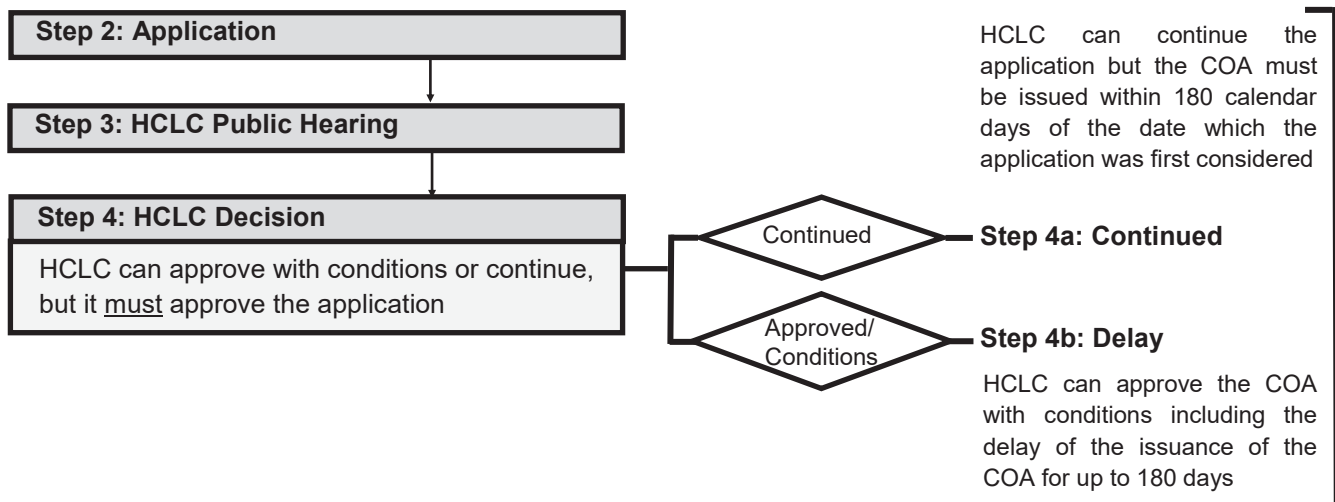 Step 2: Application
Step 3: HCLC Public Hearing
Step 4: HCLC Decision
HCLC can approve with conditions or continue,
but it must approve the application
Continued
Approved/
Conditions
HCLC can continue the
application but the COA must
be issued within 180 calendar
days of the date which the
application was first considered
Step 4a: Continued
Step 4b: Delay
HCLC can approve the COA
with conditions including the
delay of the issuance of the
COA for up to 180 days